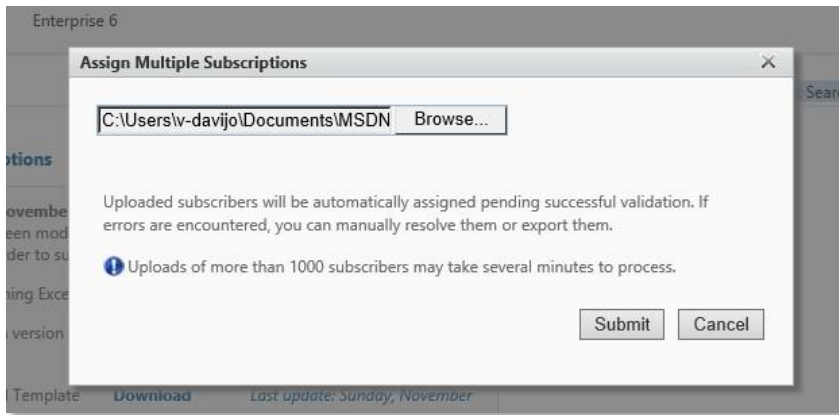 Enterprise 6
Assign Multiple Subscriptions
Sear
C:\Users\v-davijo\Documents\MSDN Browse...
ptions
Uploaded subscribers will be automatically assigned pending successful validation. If
errors are encountered, you can manually resolve them or export them.
ovembe
een mod
der to su
Uploads of more than 1000 subscribers may take several minutes to process.
ning Exce
version
Submit Cancel
Template Download Last update: Sunday, November